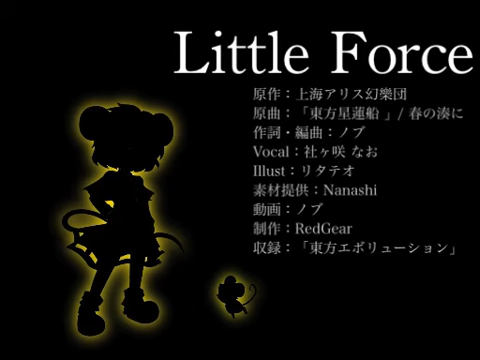 Little Force
原作：上海アリス幻樂団
原曲：「東方星蓮船 」/ 春の湊に
作詞・編曲：ノブ
Vocal：社ヶ咲 なお
Illust：リタテオ
素材提供：Nanashi
動画：ノブ
制作：RedGear
収録：「東方エボリューション」